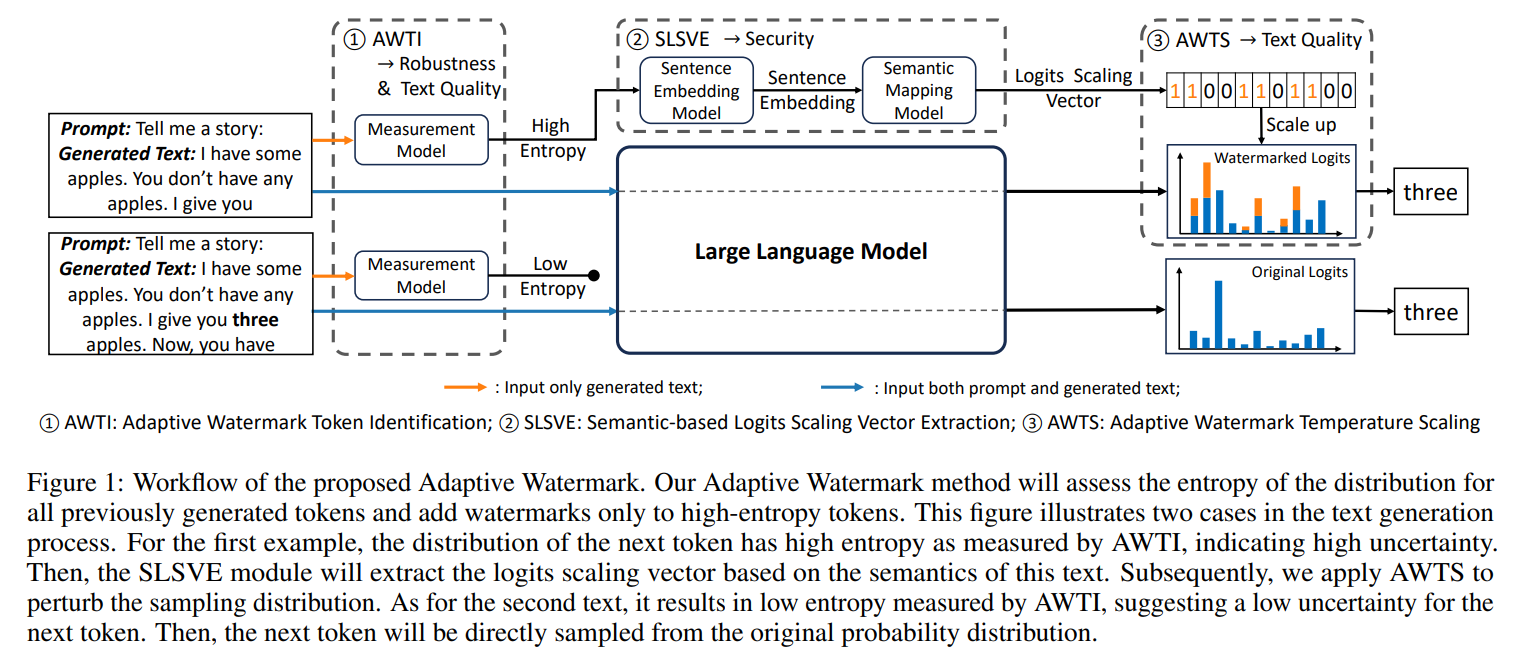 ① AWTI
→ Robustness
& Text Quality
② SLSVE → Security
③ AWTS → Text Quality
Prompt: Tell me a story:
Generated Text: I have some
apples. You don’t have any
apples. I give you
Measurement
Model
High
Entropy
Sentence
Embedding
Model
Sentence
Embedding
Semantic
Mapping
Model
Logits Scaling
Vector
1 1 0 0 1 1 0 1 1 0 0
Scale up
Watermarked Logits
three
Prompt: Tell me a story:
Generated Text: I have some
apples. You don’t have any
apples. I give you three
apples. Now, you have
Measurement
Model
Low
Entropy
Large Language Model
Original Logits
three
: Input only generated text;
: Input both prompt and generated text;
① AWTI: Adaptive Watermark Token Identification; ② SLSVE: Semantic-based Logits Scaling Vector Extraction; ③ AWTS: Adaptive Watermark Temperature Scaling
Figure 1: Workflow of the proposed Adaptive Watermark. Our Adaptive Watermark method will assess the entropy of the distribution for
all previously generated tokens and add watermarks only to high-entropy tokens. This figure illustrates two cases in the text generation
process. For the first example, the distribution of the next token has high entropy as measured by AWTI, indicating high uncertainty.
Then, the SLSVE module will extract the logits scaling vector based on the semantics of this text. Subsequently, we apply AWTS to
perturb the sampling distribution. As for the second text, it results in low entropy measured by AWTI, suggesting a low uncertainty for the
next token. Then, the next token will be directly sampled from the original probability distribution.